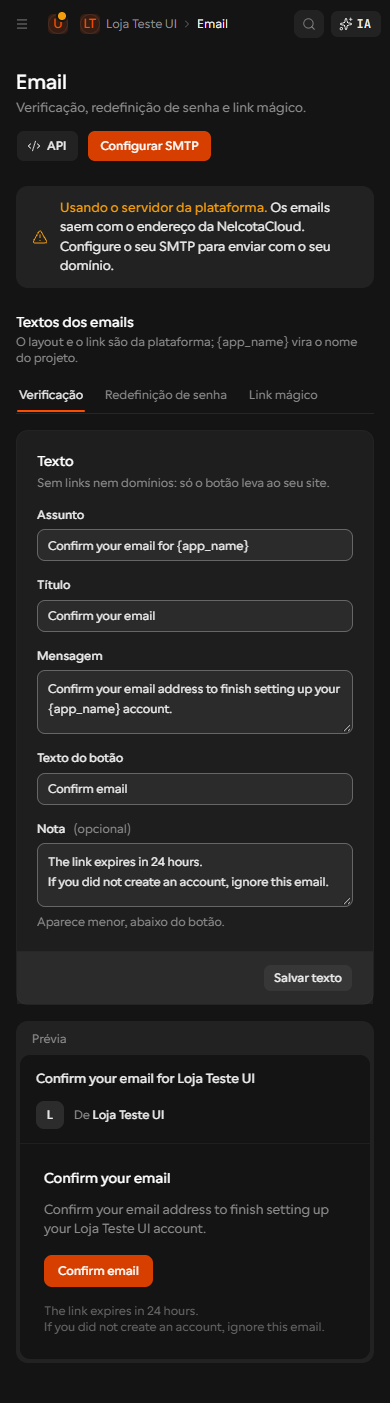 U LT Loja Teste UI > Email IA
Email
Verificação, redefinição de senha e link mágico.
</> API Configurar SMTP
Usando o servidor da plataforma. Os emails
saem com o endereço da NelcotaCloud.
Configure o seu SMTP para enviar com o seu
domínio.
Textos dos emails
O layout e o link são da plataforma; {app_name} vira o nome
do projeto.
Verificação Redefinição de senha Link mágico
Texto
Sem links nem domínios: só o botão leva ao seu site.
Assunto
Confirm your email for {app_name}
Título
Confirm your email
Mensagem
Confirm your email address to finish setting up your
{app_name} account.
Texto do botão
Confirm email
Nota (opcional)
The link expires in 24 hours.
If you did not create an account, ignore this email.
Aparece menor, abaixo do botão.
Salvar texto
Prévia
Confirm your email for Loja Teste UI
L De Loja Teste UI
Confirm your email
Confirm your email address to finish setting up
your Loja Teste UI account.
Confirm email
The link expires in 24 hours.
If you did not create an account, ignore this email.